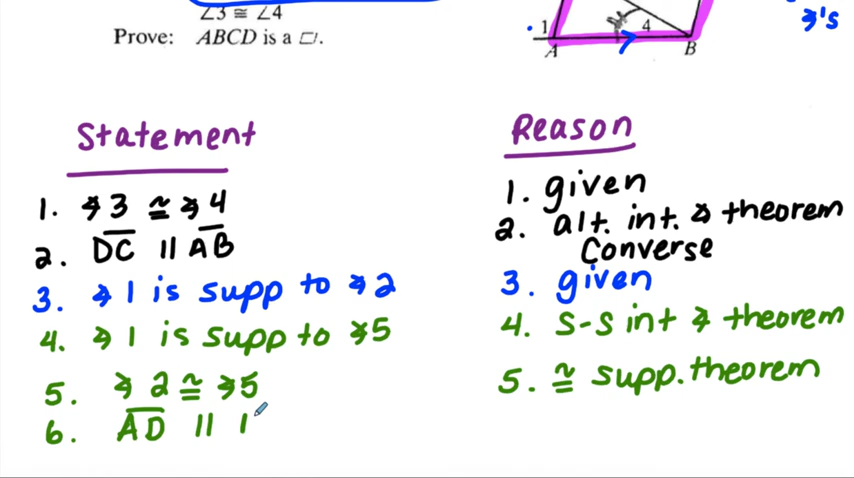 ∠3 ≅ ∠4
Prove: ABCD is a ▱.
1 4
A B
∠'s
Statement
1. ∠3 ≅ ∠4
2. DC || AB
3. ∠1 is supp to ∠2
4. ∠1 is supp to ∠5
5. ∠2 ≅ ∠5
6. AD || 
Reason
1. given
2. alt. int. ∠ theorem
Converse
3. given
4. s-s int ∠ theorem
5. ≅ supp. theorem